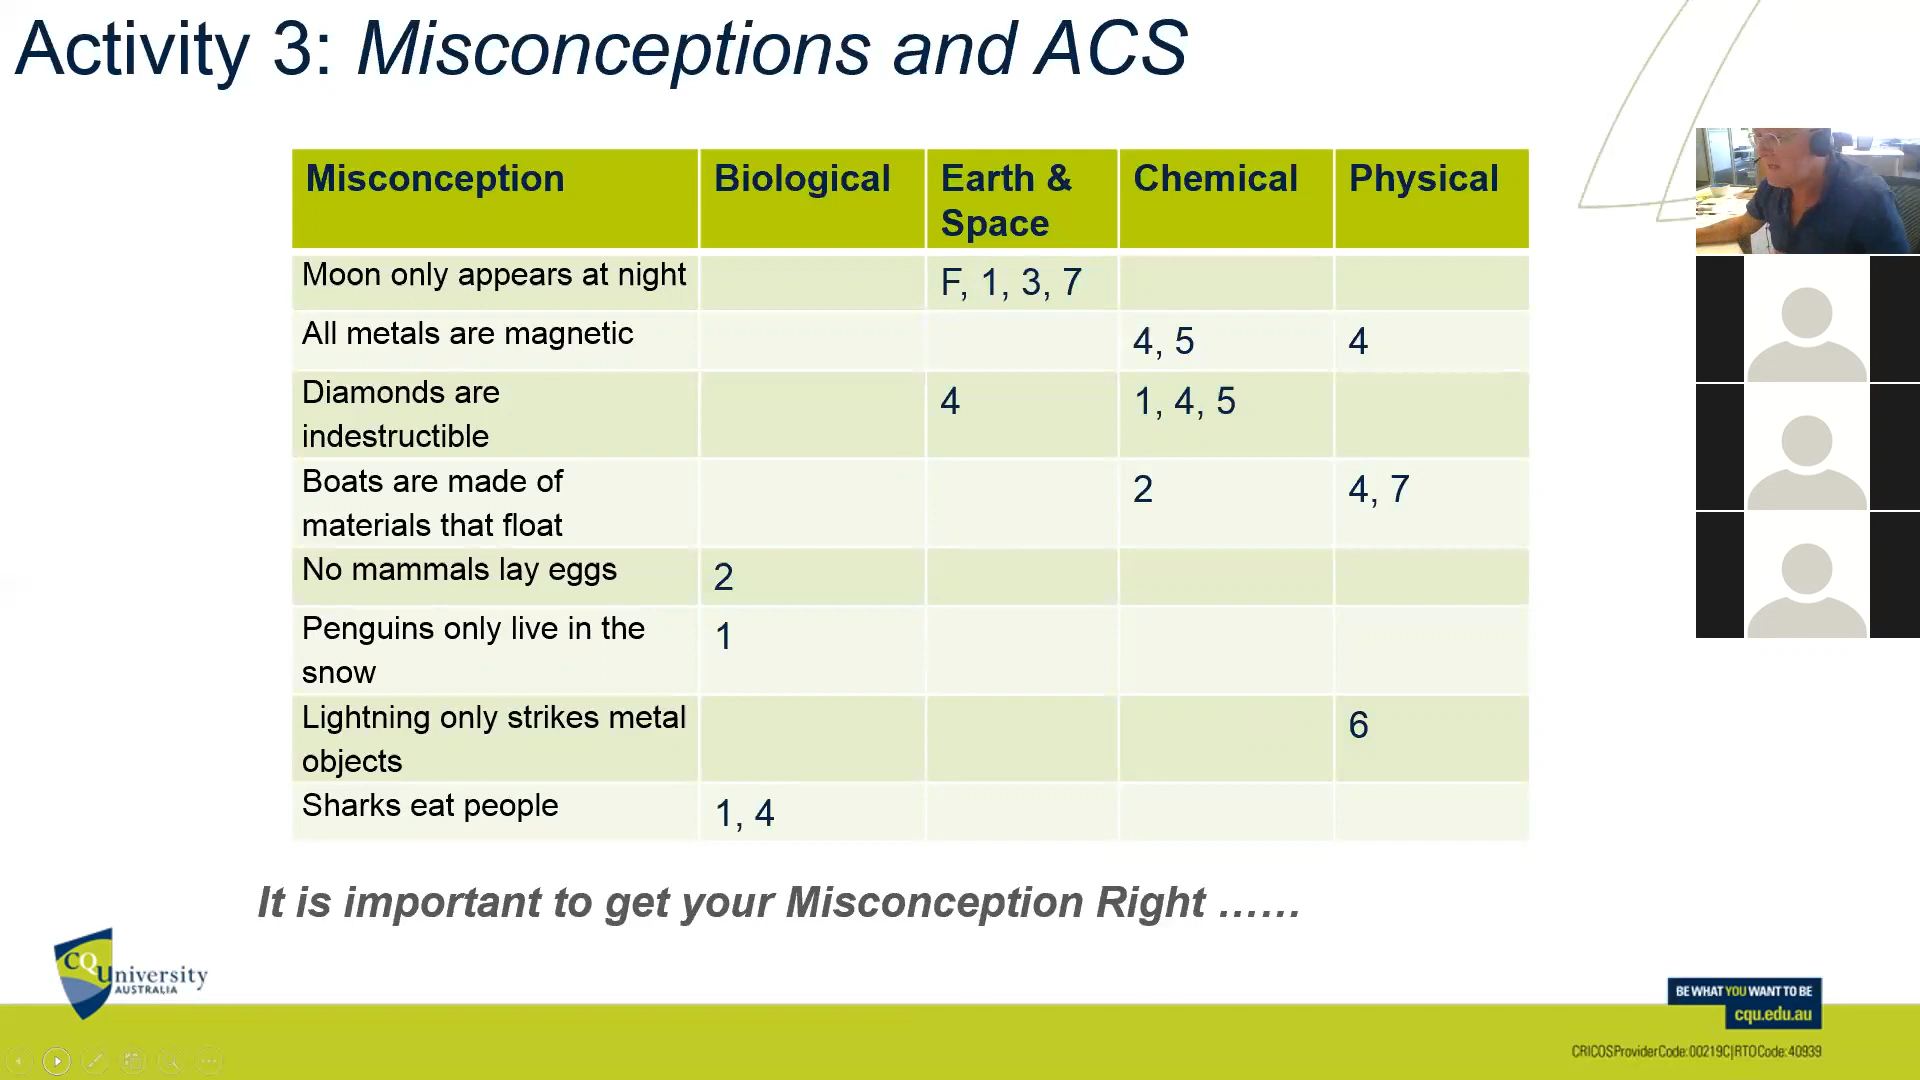 Activity 3: Misconceptions and ACS
Misconception Biological Earth & Chemical Physical
Space
Moon only appears at night F, 1, 3, 7
All metals are magnetic 4, 5 4
Diamonds are 4 1, 4, 5
indestructible
Boats are made of 2 4, 7
materials that float
No mammals lay eggs 2
Penguins only live in the 1
snow
Lightning only strikes metal 6
objects
Sharks eat people 1, 4
It is important to get your Misconception Right ......
CQUniversity
AUSTRALIA
BE WHAT YOU WANT TO BE
cqu.edu.au
CRICOS Provider Code: 00219C | RTO Code: 40939